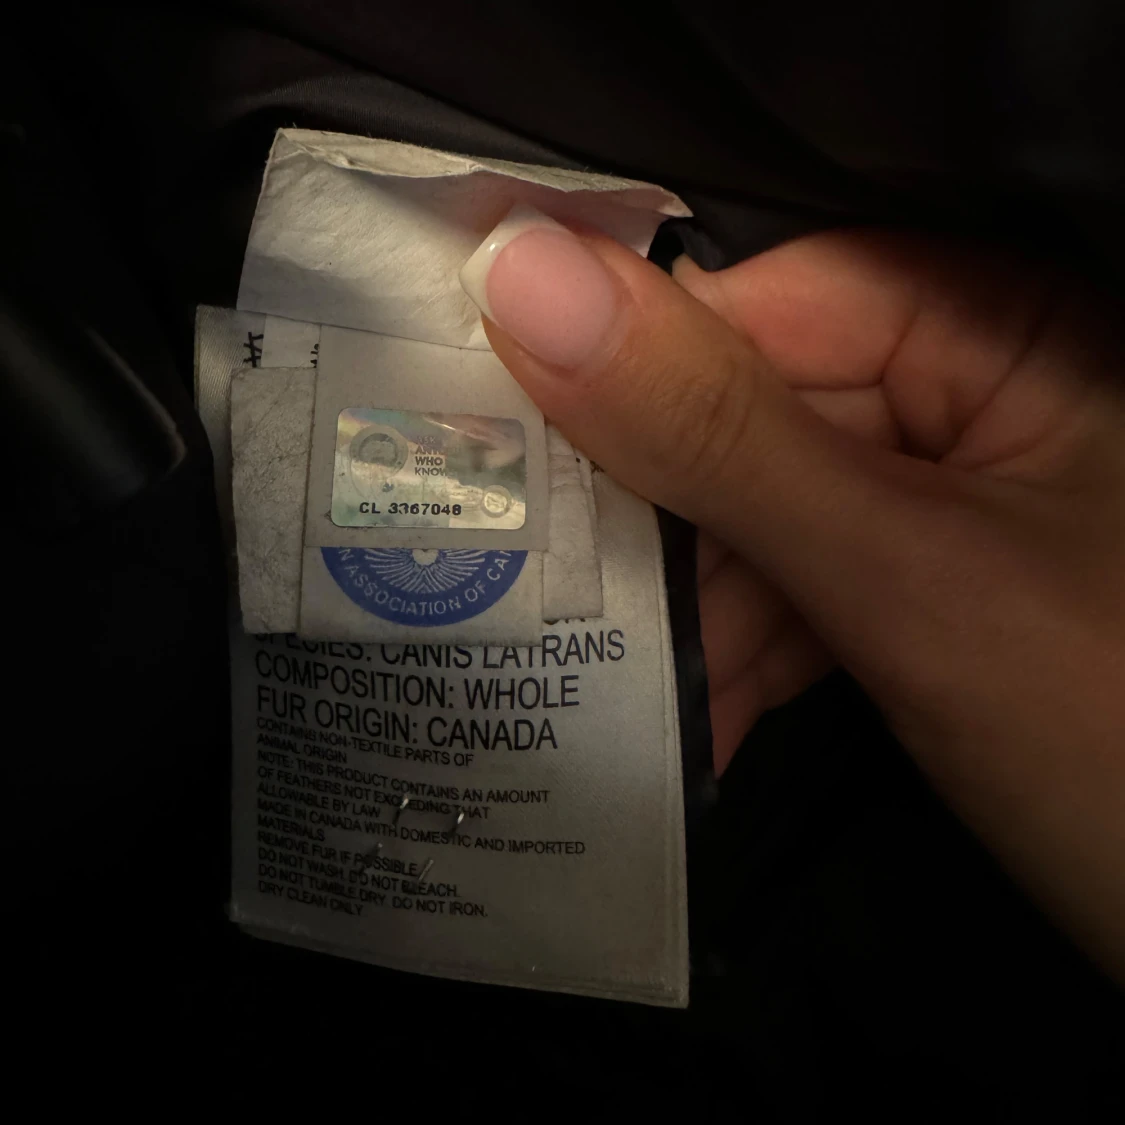 WHO
KNOW
CL 3367048
N ASSOCIATION OF CA
SPECIES: CANIS LATRANS
COMPOSITION: WHOLE
FUR ORIGIN: CANADA
CONTAINS NON-TEXTILE PARTS OF
ANIMAL ORIGIN
NOTE: THIS PRODUCT CONTAINS AN AMOUNT
OF FEATHERS NOT EXCEEDING THAT
ALLOWABLE BY LAW
MADE IN CANADA WITH DOMESTIC AND IMPORTED
MATERIALS
REMOVE FUR IF POSSIBLE
DO NOT WASH. DO NOT BLEACH.
DO NOT TUMBLE DRY. DO NOT IRON.
DRY CLEAN ONLY